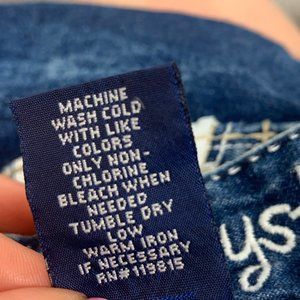 MACHINE
WASH COLD
WITH LIKE
COLORS
ONLY NON-
CHLORINE
BLEACH WHEN
NEEDED
TUMBLE DRY
LOW
WARM IRON
IF NECESSARY
RN# 119815
ys